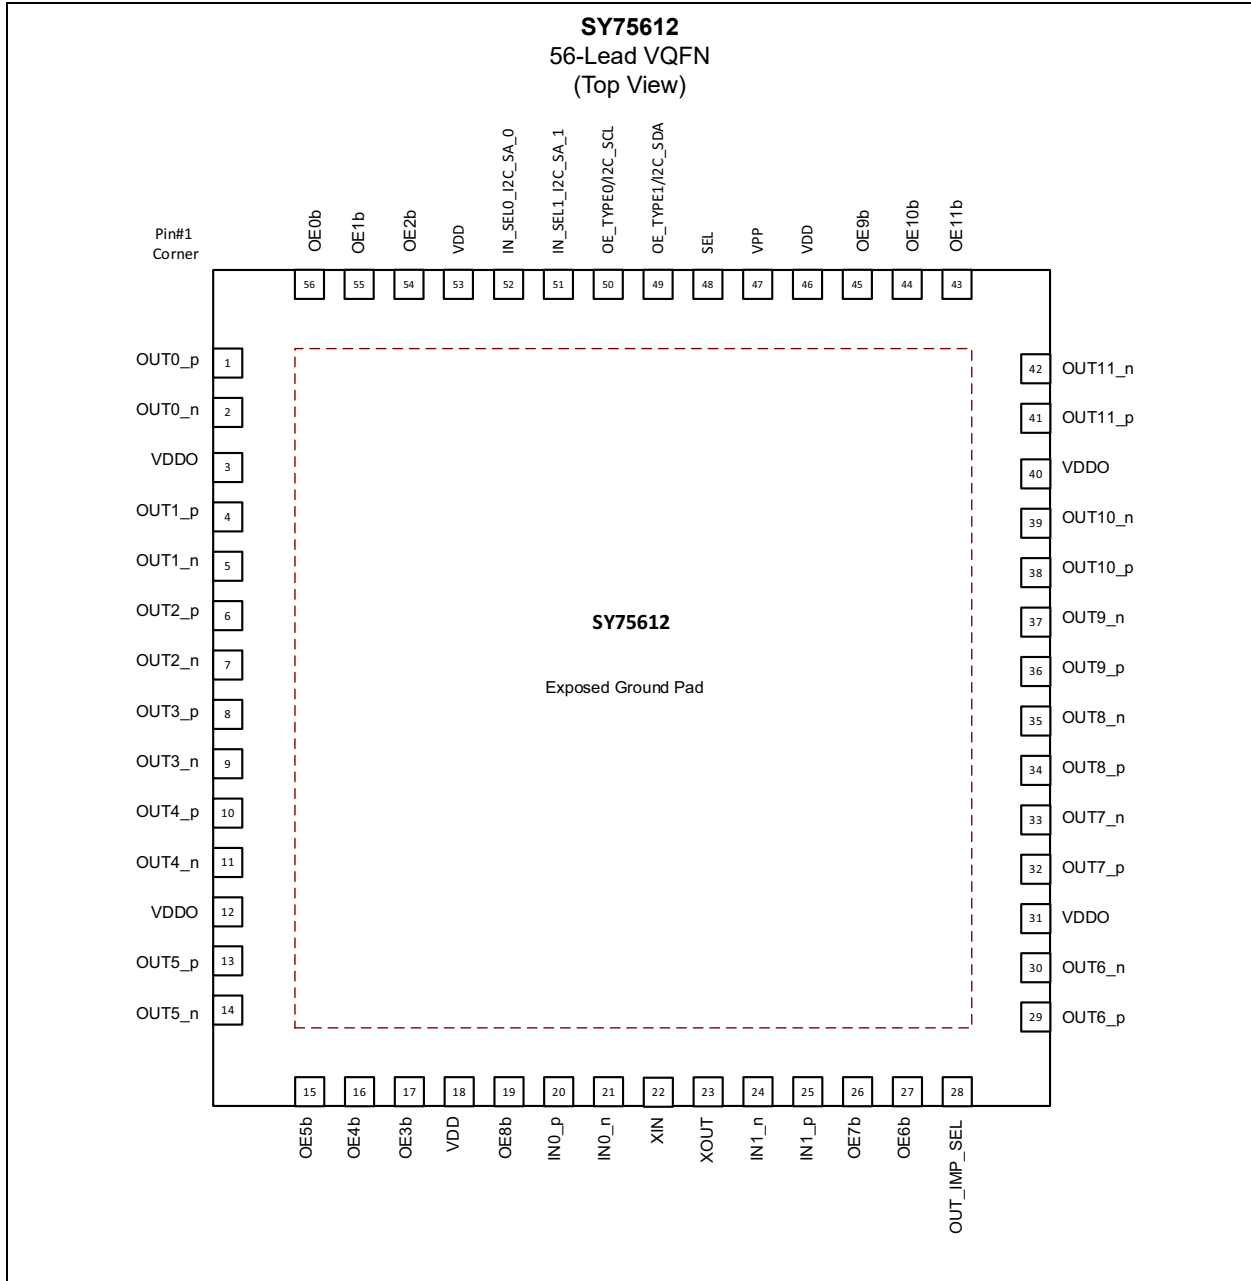 SY75612
56-Lead VQFN
(Top View)
Pin#1
Corner
OE0b
OE1b
OE2b
VDD
IN_SEL0_I2C_SA_0
IN_SEL1_I2C_SA_1
OE_TYPE0/I2C_SCL
OE_TYPE1/I2C_SDA
SEL
VPP
VDD
OE9b
OE10b
OE11b
56 55 54 53 52 51 50 49 48 47 46 45 44 43
OUT0_p 1
OUT0_n 2
VDDO 3
OUT1_p 4
OUT1_n 5
OUT2_p 6
OUT2_n 7
OUT3_p 8
OUT3_n 9
OUT4_p 10
OUT4_n 11
VDDO 12
OUT5_p 13
OUT5_n 14
SY75612
Exposed Ground Pad
42 OUT11_n
41 OUT11_p
40 VDDO
39 OUT10_n
38 OUT10_p
37 OUT9_n
36 OUT9_p
35 OUT8_n
34 OUT8_p
33 OUT7_n
32 OUT7_p
31 VDDO
30 OUT6_n
29 OUT6_p
15 16 17 18 19 20 21 22 23 24 25 26 27 28
OE5b
OE4b
OE3b
VDD
OE8b
IN0_p
IN0_n
XIN
XOUT
IN1_n
IN1_p
OE7b
OE6b
OUT_IMP_SEL